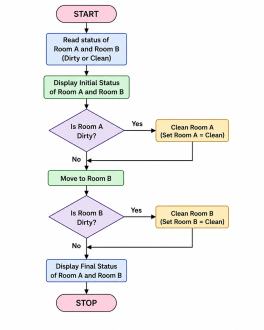 START
Read status of
Room A and Room B
(Dirty or Clean)
Display Initial Status
of Room A and Room B
Is Room A
Dirty?
Yes
Clean Room A
(Set Room A = Clean)
No
Move to Room B
Is Room B
Dirty?
Yes
Clean Room B
(Set Room B = Clean)
No
Display Final Status
of Room A and Room B
STOP